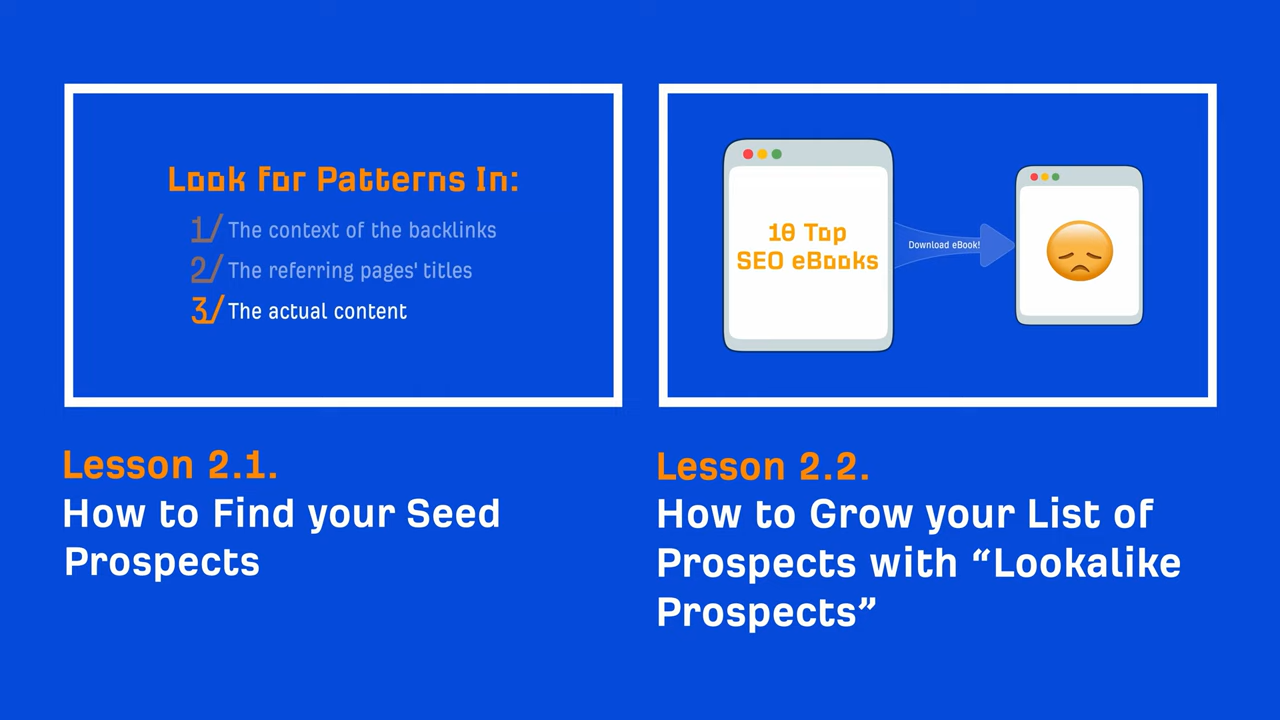 Look for Patterns In:
1/ The context of the backlinks
2/ The referring pages' titles
3/ The actual content
10 Top
SEO eBooks
Download eBook!
Lesson 2.1.
How to Find your Seed
Prospects
Lesson 2.2.
How to Grow your List of
Prospects with “Lookalike
Prospects”